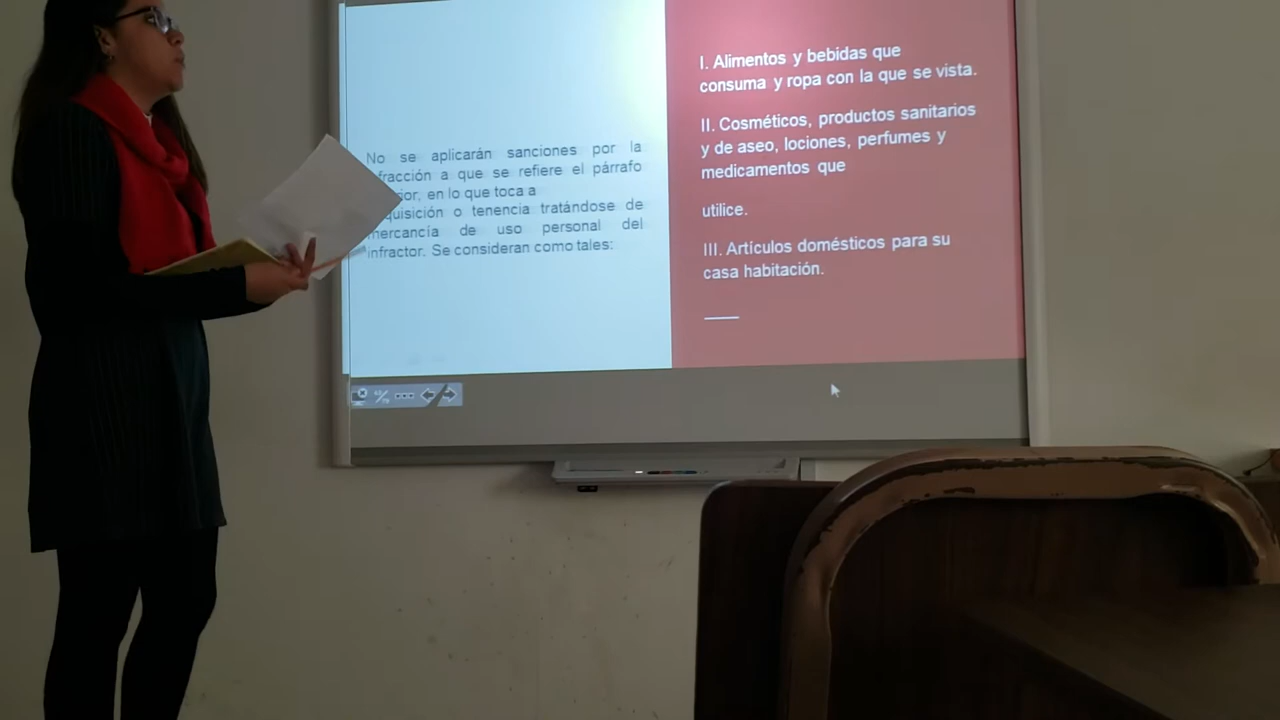 No se aplicarán sanciones por la
fracción a que se refiere el párrafo
en lo que toca a
quisición o tenencia tratándose de
mercancía de uso personal del
infractor. Se consideran como tales:
I. Alimentos y bebidas que
consuma y ropa con la que se vista.
II. Cosméticos, productos sanitarios
y de aseo, lociones, perfumes y
medicamentos que
utilice.
III. Artículos domésticos para su
casa habitación.